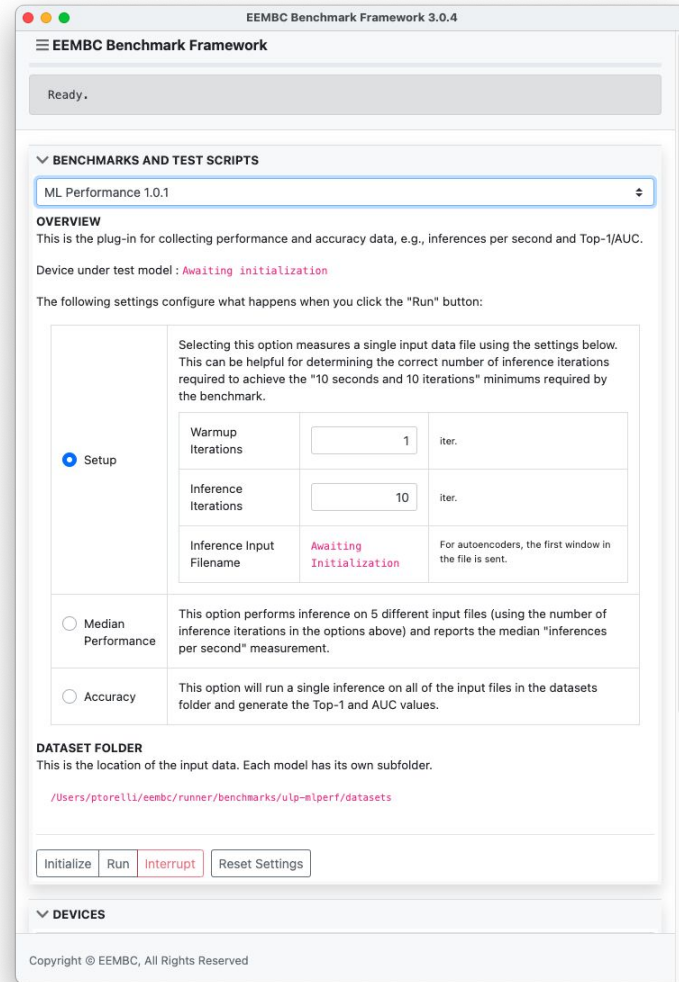 EEMBC Benchmark Framework 3.0.4
EEMBC Benchmark Framework
Ready.
BENCHMARKS AND TEST SCRIPTS
ML Performance 1.0.1
OVERVIEW
This is the plug-in for collecting performance and accuracy data, e.g., inferences per second and Top-1/AUC.
Device under test model : Awaiting initialization
The following settings configure what happens when you click the "Run" button:
Setup
Selecting this option measures a single input data file using the settings below.
This can be helpful for determining the correct number of inference iterations
required to achieve the "10 seconds and 10 iterations" minimums required by
the benchmark.
Warmup
Iterations
1
iter.
Inference
Iterations
10
iter.
Inference Input
Filename
Awaiting
Initialization
For autoencoders, the first window in
the file is sent.
Median
Performance
This option performs inference on 5 different input files (using the number of
inference iterations in the options above) and reports the median "inferences
per second" measurement.
Accuracy
This option will run a single inference on all of the input files in the datasets
folder and generate the Top-1 and AUC values.
DATASET FOLDER
This is the location of the input data. Each model has its own subfolder.
/Users/ptorelli/eembc/runner/benchmarks/ulp-mlperf/datasets
Initialize Run Interrupt Reset Settings
DEVICES
Copyright © EEMBC, All Rights Reserved